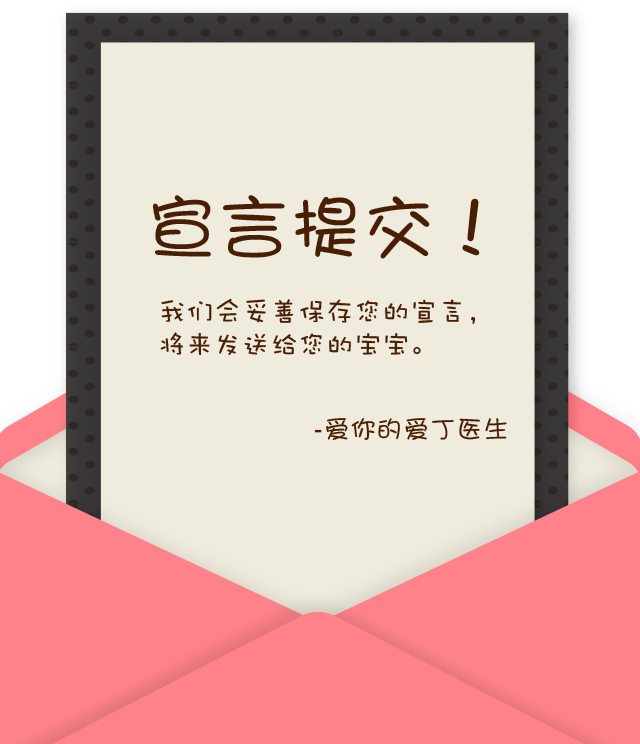 宣言提交！
我们会妥善保存您的宣言，
将来发送给您的宝宝。
-爱你的爱丁医生